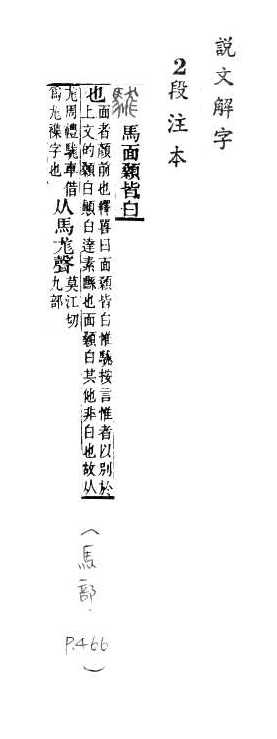 説文解字
2段注本
駹 馬面顙皆白
也 面者顏前也釋嘼曰面顙皆白惟駹按言惟者以別於
上文的顙白顚白達素縣也面顙白其他非白也故从
尨周禮駹車借
爲尨襍字也 从馬尨聲 莫江切
九部
(馬部.
P.466)